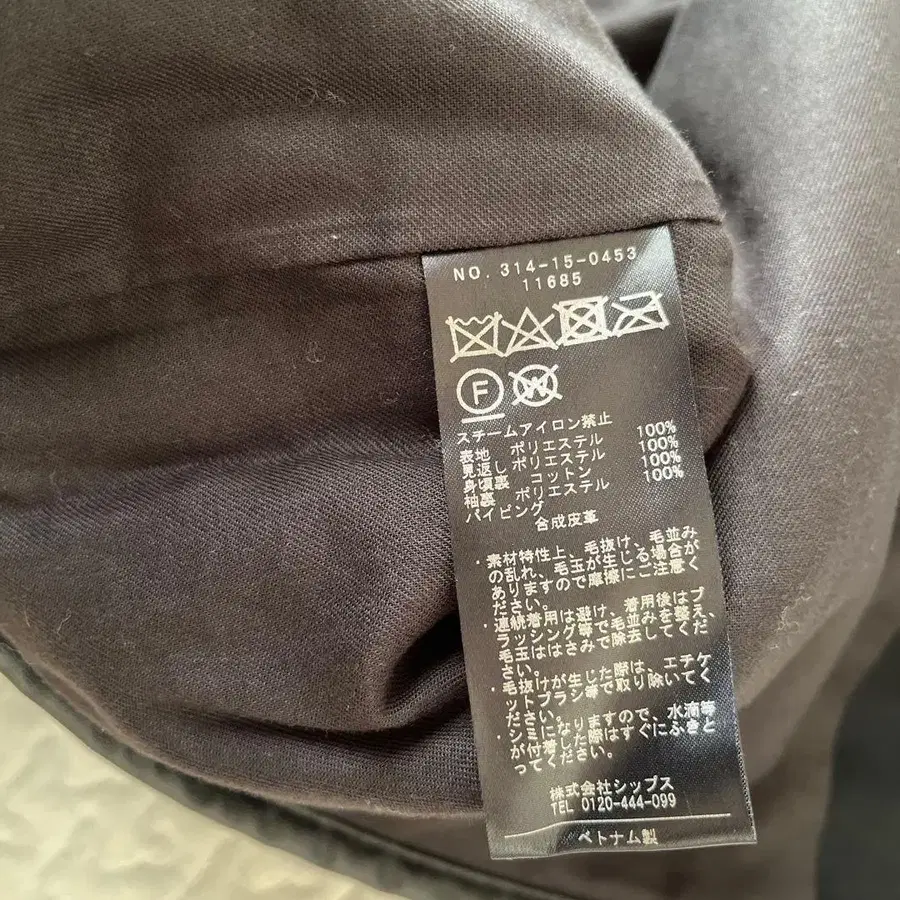 NO. 314-15-0453
11685
F
W
スチームアイロン禁止
表地 ポリエステル 100%
見返し ポリエステル 100%
身頃裏 コットン 100%
袖裏 ポリエステル 100%
パイピング
合成皮革
・素材特性上、毛抜け、毛並み
の乱れ、毛玉が生じる場合が
ありますので摩擦にご注意く
ださい。
・連続着用は避け、着用後はブ
ラッシング等で毛並みを整え、
毛玉ははさみで除去してくだ
さい。
・毛抜けが生じた際は、エチケ
ットブラシ等で取り除いてく
ださい。
・シミになりますので、水滴等
が付着した際はすぐにふきと
ってください。
株式会社シップス
TEL 0120-444-099
ベトナム製